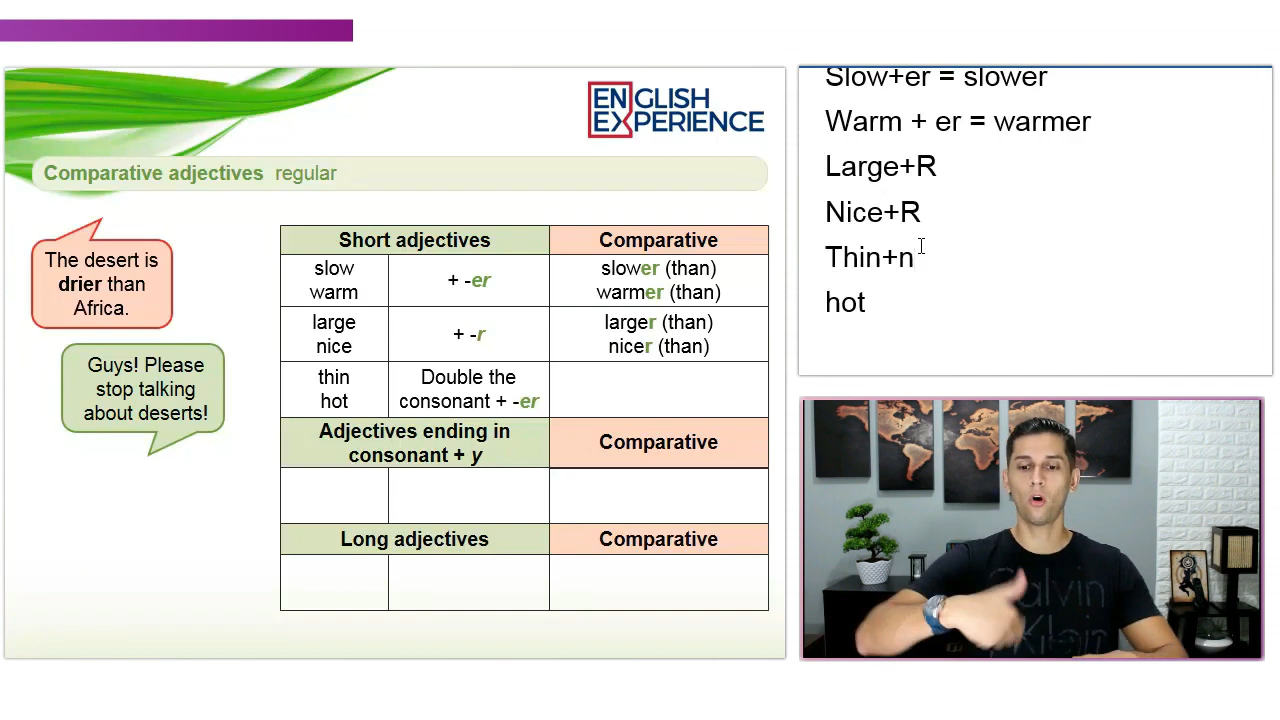 ENGLISH
EXPERIENCE
Comparative adjectives regular
The desert is
drier than
Africa.
Guys! Please
stop talking
about deserts!
Short adjectives
Comparative
slow
warm
+ -er
slower (than)
warmer (than)
large
nice
+ -r
larger (than)
nicer (than)
thin
hot
Double the
consonant + -er
Adjectives ending in
consonant + y
Comparative
Long adjectives
Comparative
Slow+er = slower
Warm + er = warmer
Large+R
Nice+R
Thin+n
hot
Calvin
Klein